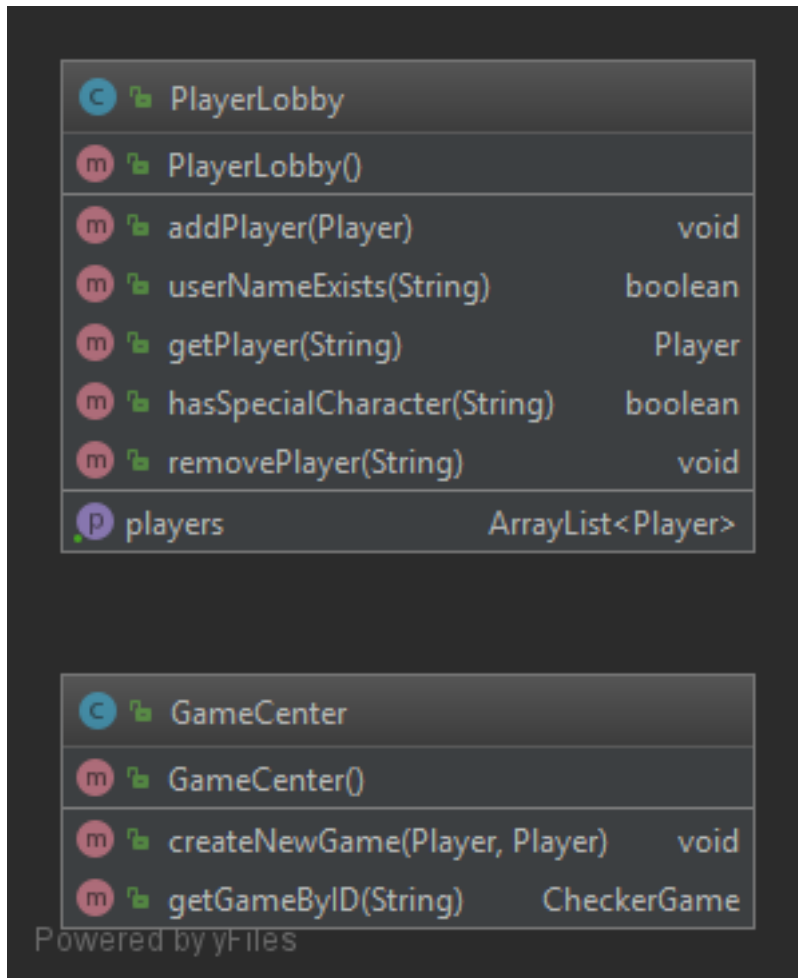 PlayerLobby
PlayerLobby()
addPlayer(Player) void
userNameExists(String) boolean
getPlayer(String) Player
hasSpecialCharacter(String) boolean
removePlayer(String) void
players ArrayList<Player>
GameCenter
GameCenter()
createNewGame(Player, Player) void
getGameByID(String) CheckerGame
Powered by yFiles